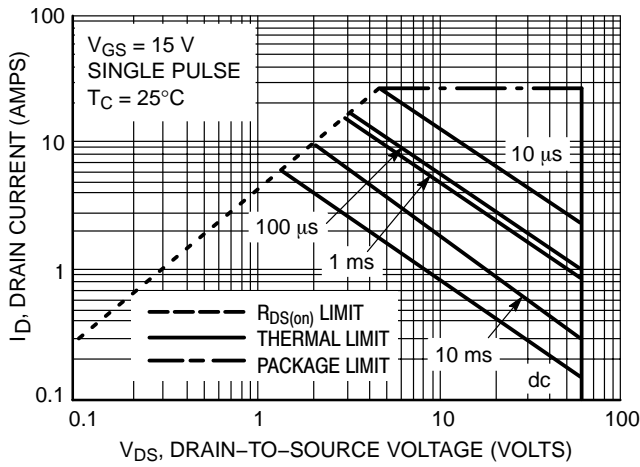 100
V_GS = 15 V
SINGLE PULSE
T_C = 25°C
10
10 µs
100 µs
1 ms
1
R_DS(on) LIMIT
THERMAL LIMIT
PACKAGE LIMIT
10 ms
dc
0.1
0.1
1
10
100
I_D, DRAIN CURRENT (AMPS)
V_DS, DRAIN−TO−SOURCE VOLTAGE (VOLTS)